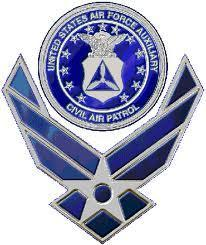 UNITED STATES AIR FORCE AUXILIARY
CIVIL AIR PATROL